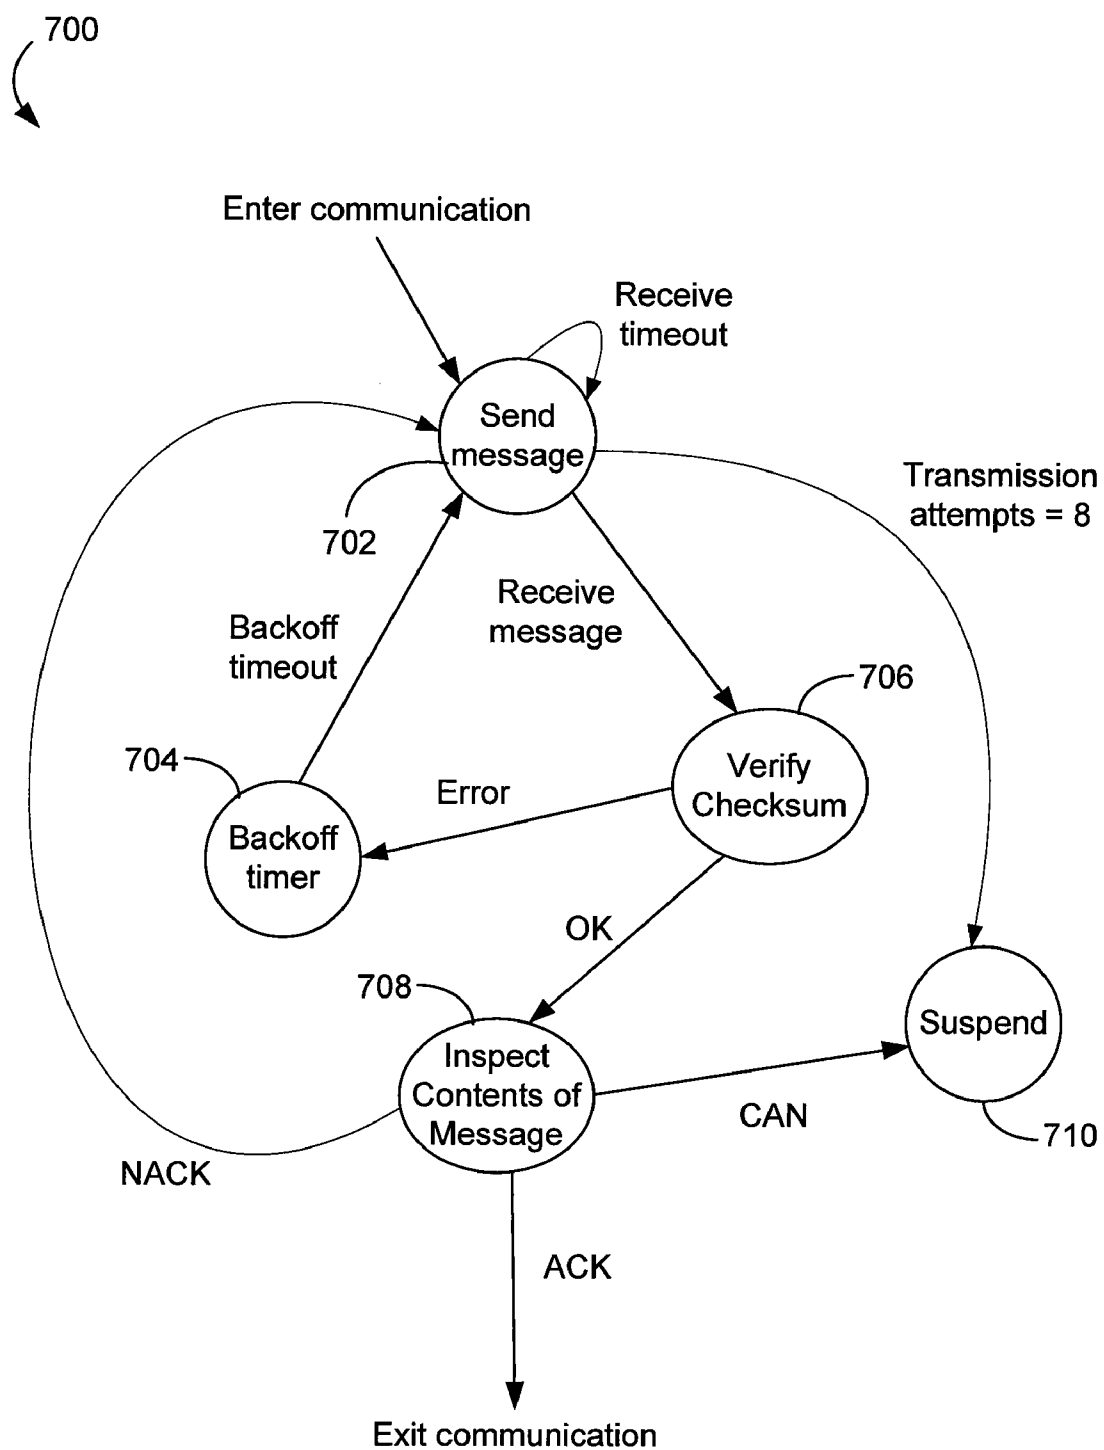 700
Enter communication
Receive
timeout
Send
message
Transmission
attempts = 8
702
Receive
message
Backoff
timeout
706
704
Verify
Checksum
Error
Backoff
timer
OK
708
Suspend
Inspect
Contents of
Message
CAN
710
NACK
ACK
Exit communication